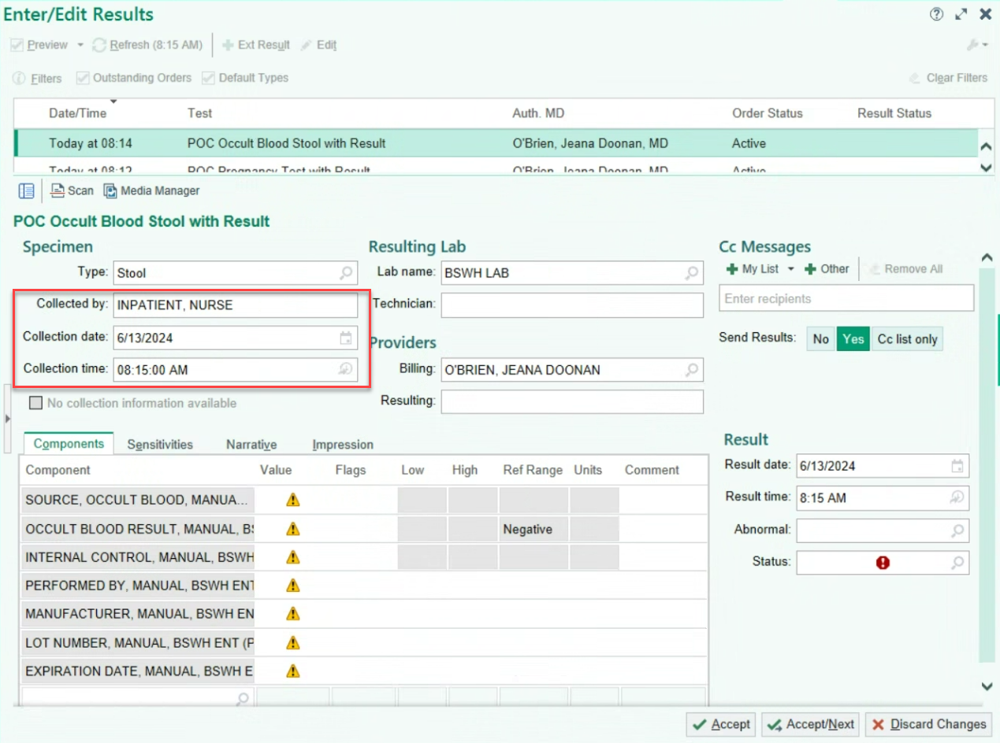 Enter/Edit Results
Preview Refresh (8:15 AM) Ext Result Edit
Filters Outstanding Orders Default Types Clear Filters
Date/Time Test Auth. MD Order Status Result Status
Today at 08:14 POC Occult Blood Stool with Result O'Brien, Jeana Doonan, MD Active
Today at 08:12 POC Pregnancy Test with Result O'Brien, Jeana Doonan, MD Active
Scan Media Manager
POC Occult Blood Stool with Result
Specimen
Type: Stool
Collected by: INPATIENT, NURSE
Collection date: 6/13/2024
Collection time: 08:15:00 AM
No collection information available
Resulting Lab
Lab name: BSWH LAB
Technician:
Providers
Billing: O'BRIEN, JEANA DOONAN
Resulting:
Cc Messages
My List Other Remove All
Enter recipients
Send Results: No Yes Cc list only
Components Sensitivities Narrative Impression
Component Value Flags Low High Ref Range Units Comment
SOURCE, OCCULT BLOOD, MANUA...
OCCULT BLOOD RESULT, MANUAL, BS Negative
INTERNAL CONTROL, MANUAL, BSWH
PERFORMED BY, MANUAL, BSWH ENT
MANUFACTURER, MANUAL, BSWH EN
LOT NUMBER, MANUAL, BSWH ENT (P
EXPIRATION DATE, MANUAL, BSWH E
Result
Result date: 6/13/2024
Result time: 8:15 AM
Abnormal:
Status:
Accept Accept/Next Discard Changes